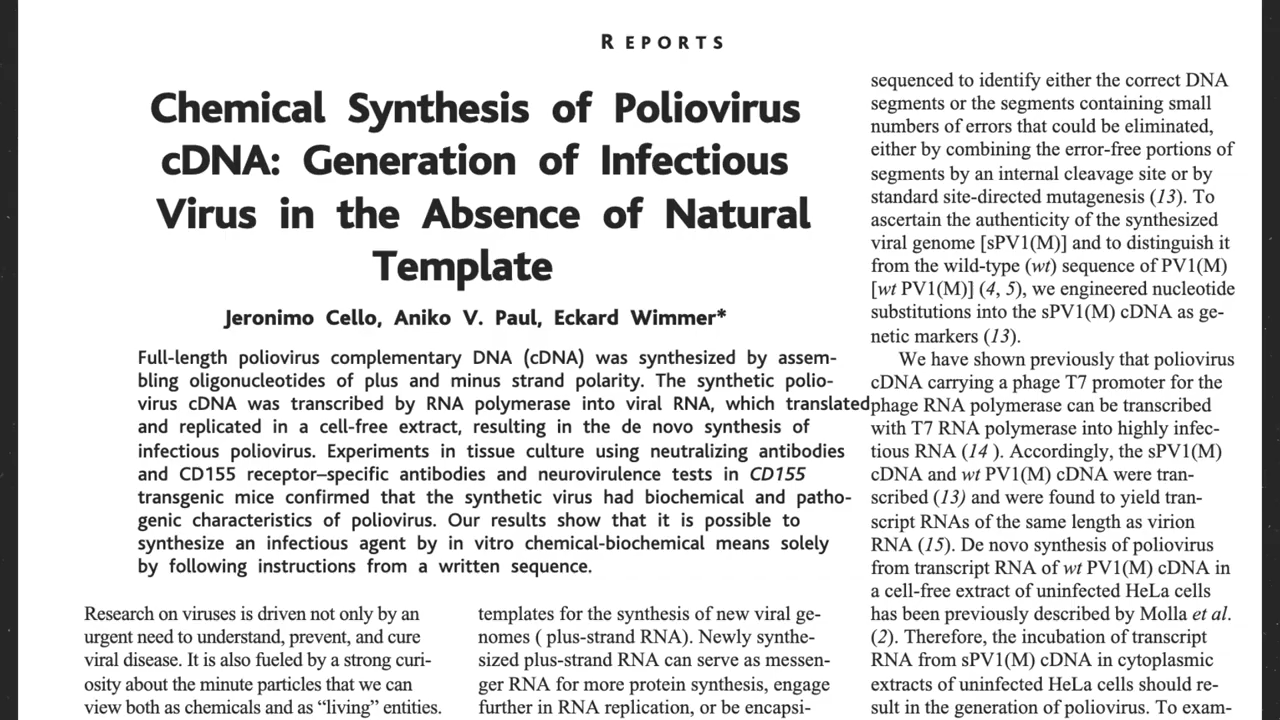 REPORTS
Chemical Synthesis of Poliovirus
cDNA: Generation of Infectious
Virus in the Absence of Natural
Template
Jeronimo Cello, Aniko V. Paul, Eckard Wimmer*
Full-length poliovirus complementary DNA (cDNA) was synthesized by assem-
bling oligonucleotides of plus and minus strand polarity. The synthetic polio-
virus cDNA was transcribed by RNA polymerase into viral RNA, which translated
and replicated in a cell-free extract, resulting in the de novo synthesis of
infectious poliovirus. Experiments in tissue culture using neutralizing antibodies
and CD155 receptor–specific antibodies and neurovirulence tests in CD155
transgenic mice confirmed that the synthetic virus had biochemical and patho-
genic characteristics of poliovirus. Our results show that it is possible to
synthesize an infectious agent by in vitro chemical-biochemical means solely
by following instructions from a written sequence.
Research on viruses is driven not only by an
urgent need to understand, prevent, and cure
viral disease. It is also fueled by a strong curi-
osity about the minute particles that we can
view both as chemicals and as “living” entities.
templates for the synthesis of new viral ge-
nomes ( plus-strand RNA). Newly synthe-
sized plus-strand RNA can serve as messen-
ger RNA for more protein synthesis, engage
further in RNA replication, or be encapsi-
sequenced to identify either the correct DNA
segments or the segments containing small
numbers of errors that could be eliminated,
either by combining the error-free portions of
segments by an internal cleavage site or by
standard site-directed mutagenesis (13). To
ascertain the authenticity of the synthesized
viral genome [sPV1(M)] and to distinguish it
from the wild-type (wt) sequence of PV1(M)
[wt PV1(M)] (4, 5), we engineered nucleotide
substitutions into the sPV1(M) cDNA as ge-
netic markers (13).
We have shown previously that poliovirus
cDNA carrying a phage T7 promoter for the
phage RNA polymerase can be transcribed
with T7 RNA polymerase into highly infec-
tious RNA (14 ). Accordingly, the sPV1(M)
cDNA and wt PV1(M) cDNA were tran-
scribed (13) and were found to yield tran-
script RNAs of the same length as virion
RNA (15). De novo synthesis of poliovirus
from transcript RNA of wt PV1(M) cDNA in
a cell-free extract of uninfected HeLa cells
has been previously described by Molla et al.
(2). Therefore, the incubation of transcript
RNA from sPV1(M) cDNA in cytoplasmic
extracts of uninfected HeLa cells should re-
sult in the generation of poliovirus. To exam-